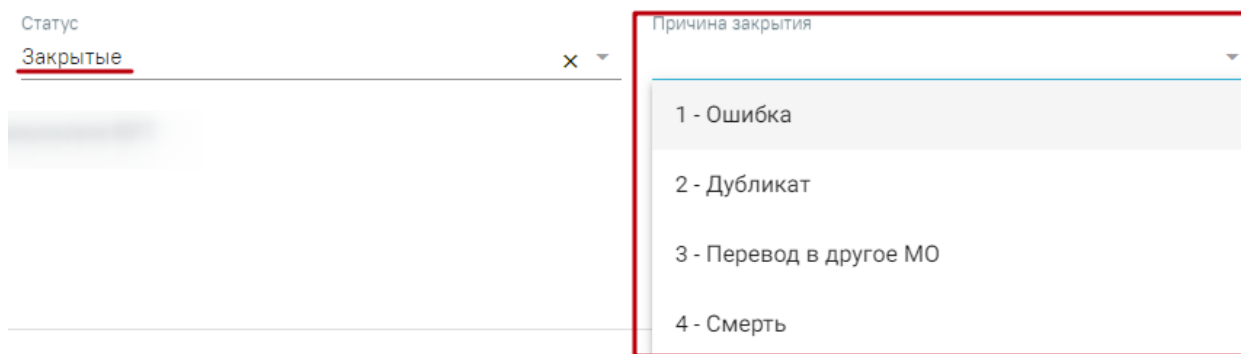 Статус
Причина закрытия
Закрытые
1 - Ошибка
2 - Дубликат
3 - Перевод в другое МО
4 - Смерть